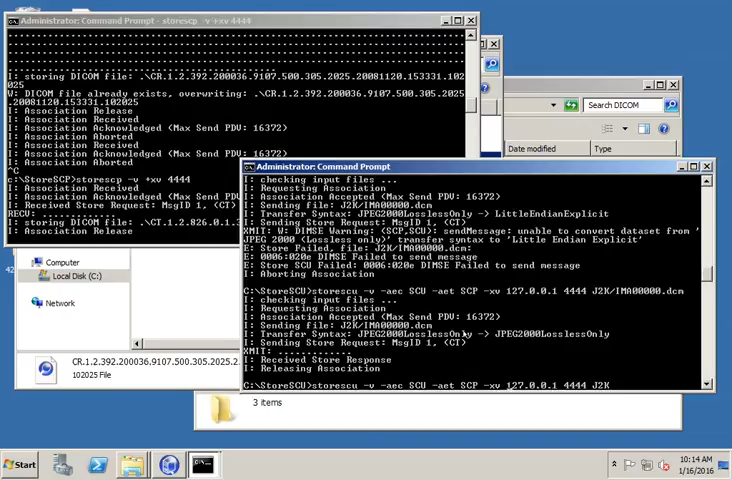 Administrator: Command Prompt - storescp -v +xv 4444
I: storing DICOM file: .\CR.1.2.392.200036.9107.500.305.2025.20081120.153331.102
025
W: DICOM file already exists, overwriting: .\CR.1.2.392.200036.9107.500.305.2025
.20081120.153331.102025
I: Association Release
I: Association Received
I: Association Acknowledged (Max Send PDV: 16372)
I: Association Aborted
I: Association Received
I: Association Acknowledged (Max Send PDV: 16372)
I: Association Aborted
^C
c:\StoreSCP>storescp -v +xv 4444
I: Association Received
I: Association Acknowledged (Max Send PD
I: Received Store Request: MsgID 1, (CT)
RECV: .............
I: storing DICOM file: .\CT.1.2.826.0.1.3
I: Association Release
Search DICOM
Date modified
Type
Administrator: Command Prompt
I: checking input files ...
I: Requesting Association
I: Association Accepted (Max Send PDV: 16372)
I: Sending file: J2K/IMA00000.dcm
I: Transfer Syntax: JPEG2000LosslessOnly -> LittleEndianExplicit
I: Sending Store Request: MsgID 1, (CT)
XMIT: W: DIMSE Warning: (SCP,SCU): sendMessage: unable to convert dataset from '
JPEG 2000 (Lossless only)' transfer syntax to 'Little Endian Explicit'
E: Store Failed, file: J2K/IMA00000.dcm:
E: 0006:020e DIMSE Failed to send message
E: Store SCU Failed: 0006:020e DIMSE Failed to send message
I: Aborting Association
C:\StoreSCU>storescu -v -aec SCU -aet SCP -xv 127.0.0.1 4444 J2K/IMA00000.dcm
I: checking input files ...
I: Requesting Association
I: Association Accepted (Max Send PDV: 16372)
I: Sending file: J2K/IMA00000.dcm
I: Transfer Syntax: JPEG2000LosslessOnly -> JPEG2000LosslessOnly
I: Sending Store Request: MsgID 1, (CT)
XMIT: .............
I: Received Store Response
I: Releasing Association
C:\StoreSCU>storescu -v -aec SCU -aet SCP -xv 127.0.0.1 4444 J2K
Computer
Local Disk (C:)
Network
CR.1.2.392.200036.9107.500.305.2025.2
102025 File
3 items
Start
10:14 AM
1/16/2016